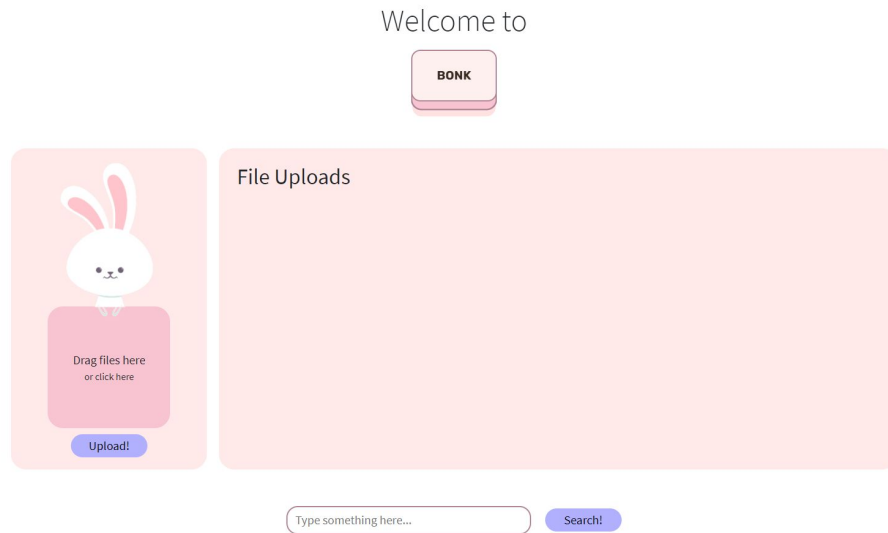 Welcome to
BONK
File Uploads
Drag files here
or click here
Upload!
Type something here...
Search!